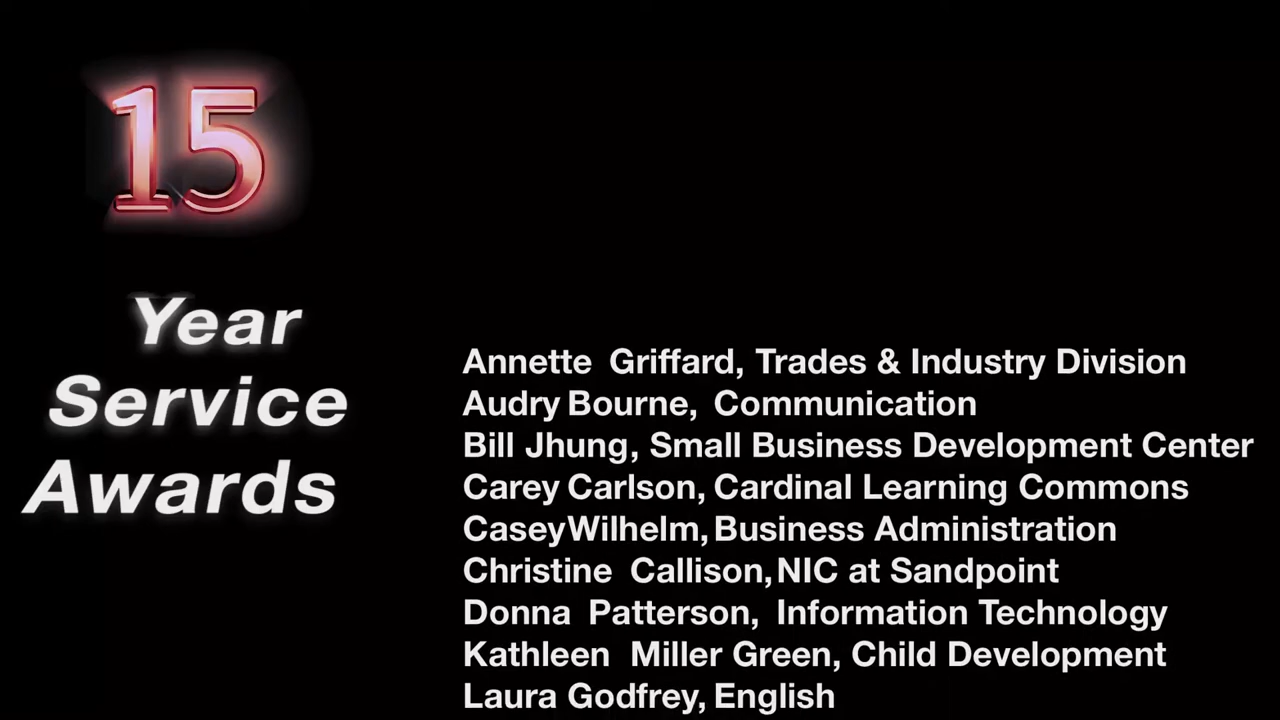 15
Year
Service
Awards
Annette Griffard, Trades & Industry Division
Audry Bourne, Communication
Bill Jhung, Small Business Development Center
Carey Carlson, Cardinal Learning Commons
CaseyWilhelm, Business Administration
Christine Callison, NIC at Sandpoint
Donna Patterson, Information Technology
Kathleen Miller Green, Child Development
Laura Godfrey, English